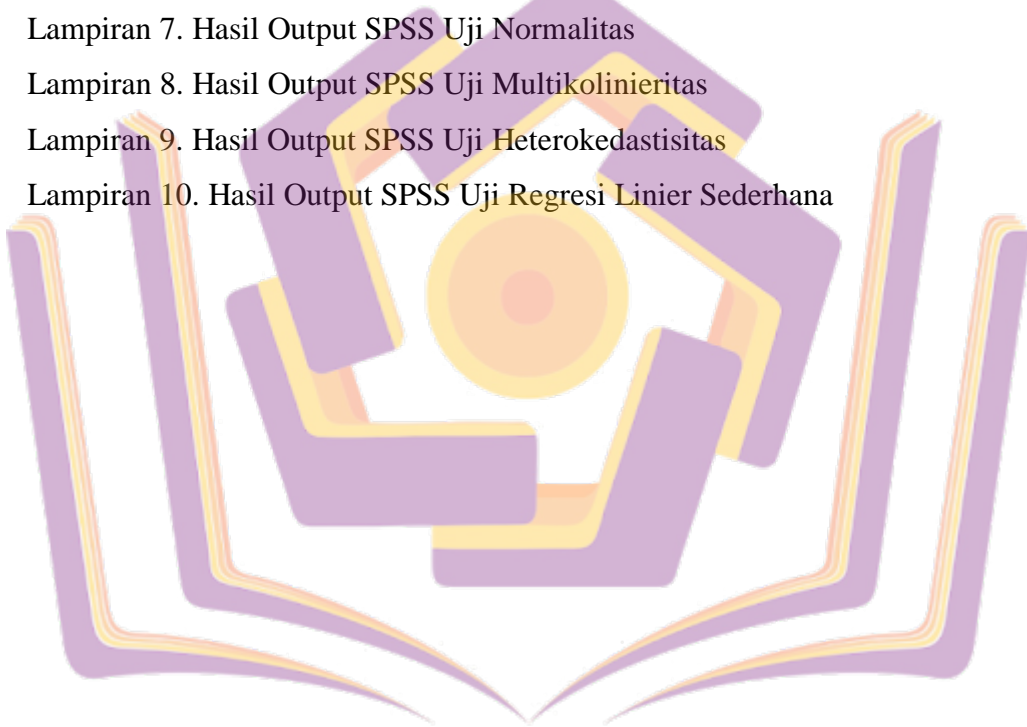 Lampiran 7. Hasil Output SPSS Uji Normalitas
Lampiran 8. Hasil Output SPSS Uji Multikolinieritas
Lampiran 9. Hasil Output SPSS Uji Heterokedastisitas
Lampiran 10. Hasil Output SPSS Uji Regresi Linier Sederhana